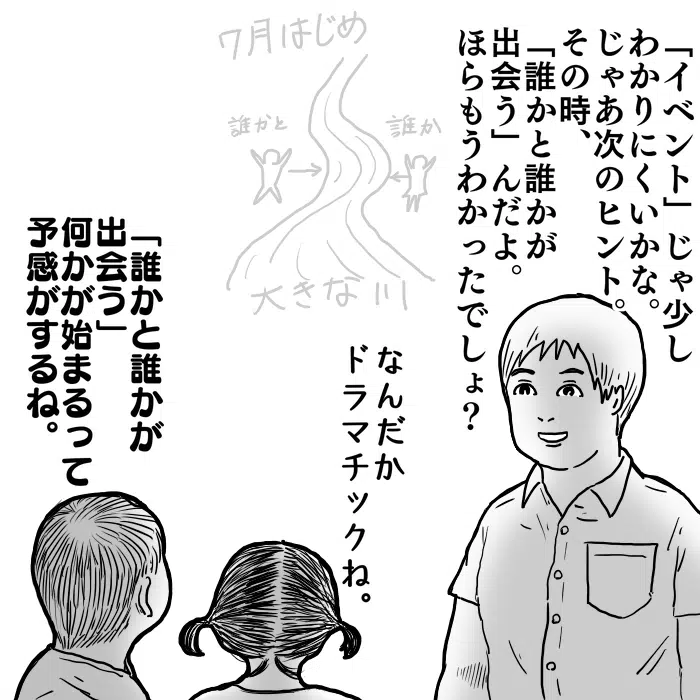 「イベント」じゃ少し
わかりにくいかな。
じゃあ次のヒント。
その時、
「誰かと誰かが
出会う」んだよ。
ほらもうわかったでしょ？
7月はじめ
誰かと
誰か
大きな川
なんだか
ドラマチックね。
「誰かと誰かが
出会う」
何かが始まるって
予感がするね。